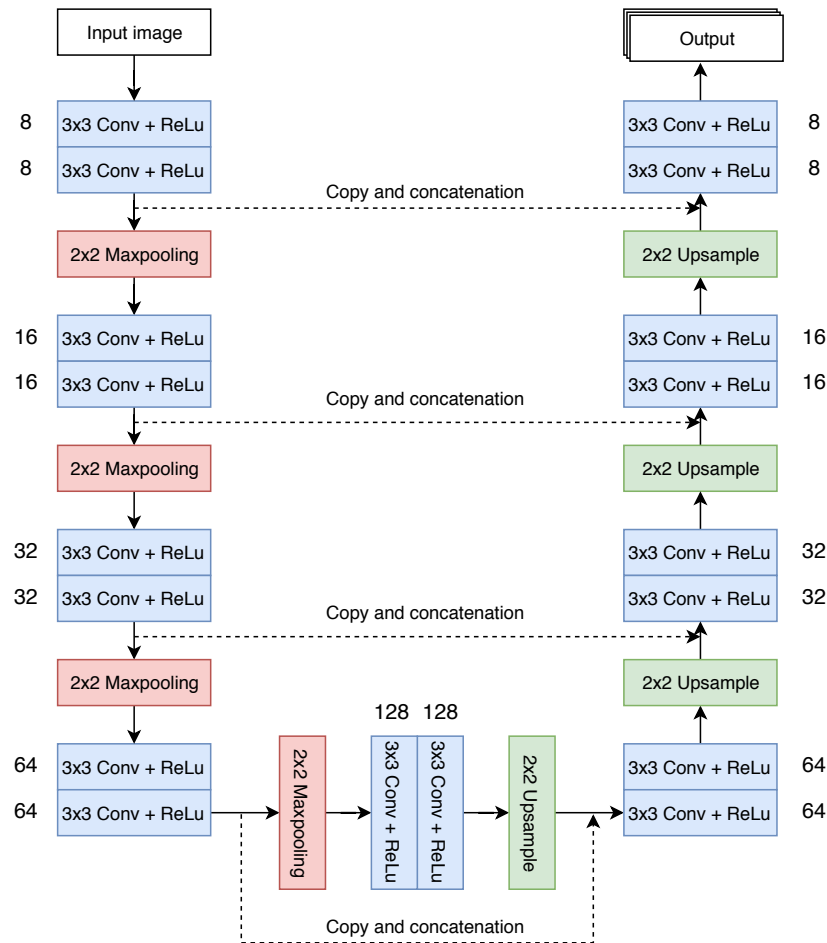 Input image
Output
8
3x3 Conv + ReLu
3x3 Conv + ReLu
8
8
3x3 Conv + ReLu
3x3 Conv + ReLu
8
Copy and concatenation
2x2 Maxpooling
2x2 Upsample
16
3x3 Conv + ReLu
3x3 Conv + ReLu
16
16
3x3 Conv + ReLu
3x3 Conv + ReLu
16
Copy and concatenation
2x2 Maxpooling
2x2 Upsample
32
3x3 Conv + ReLu
3x3 Conv + ReLu
32
32
3x3 Conv + ReLu
3x3 Conv + ReLu
32
Copy and concatenation
2x2 Maxpooling
2x2 Upsample
128
128
64
3x3 Conv + ReLu
3x3 Conv + ReLu
64
64
3x3 Conv + ReLu
2x2 Maxpooling
3x3 Conv + ReLu
3x3 Conv + ReLu
2x2 Upsample
3x3 Conv + ReLu
64
Copy and concatenation